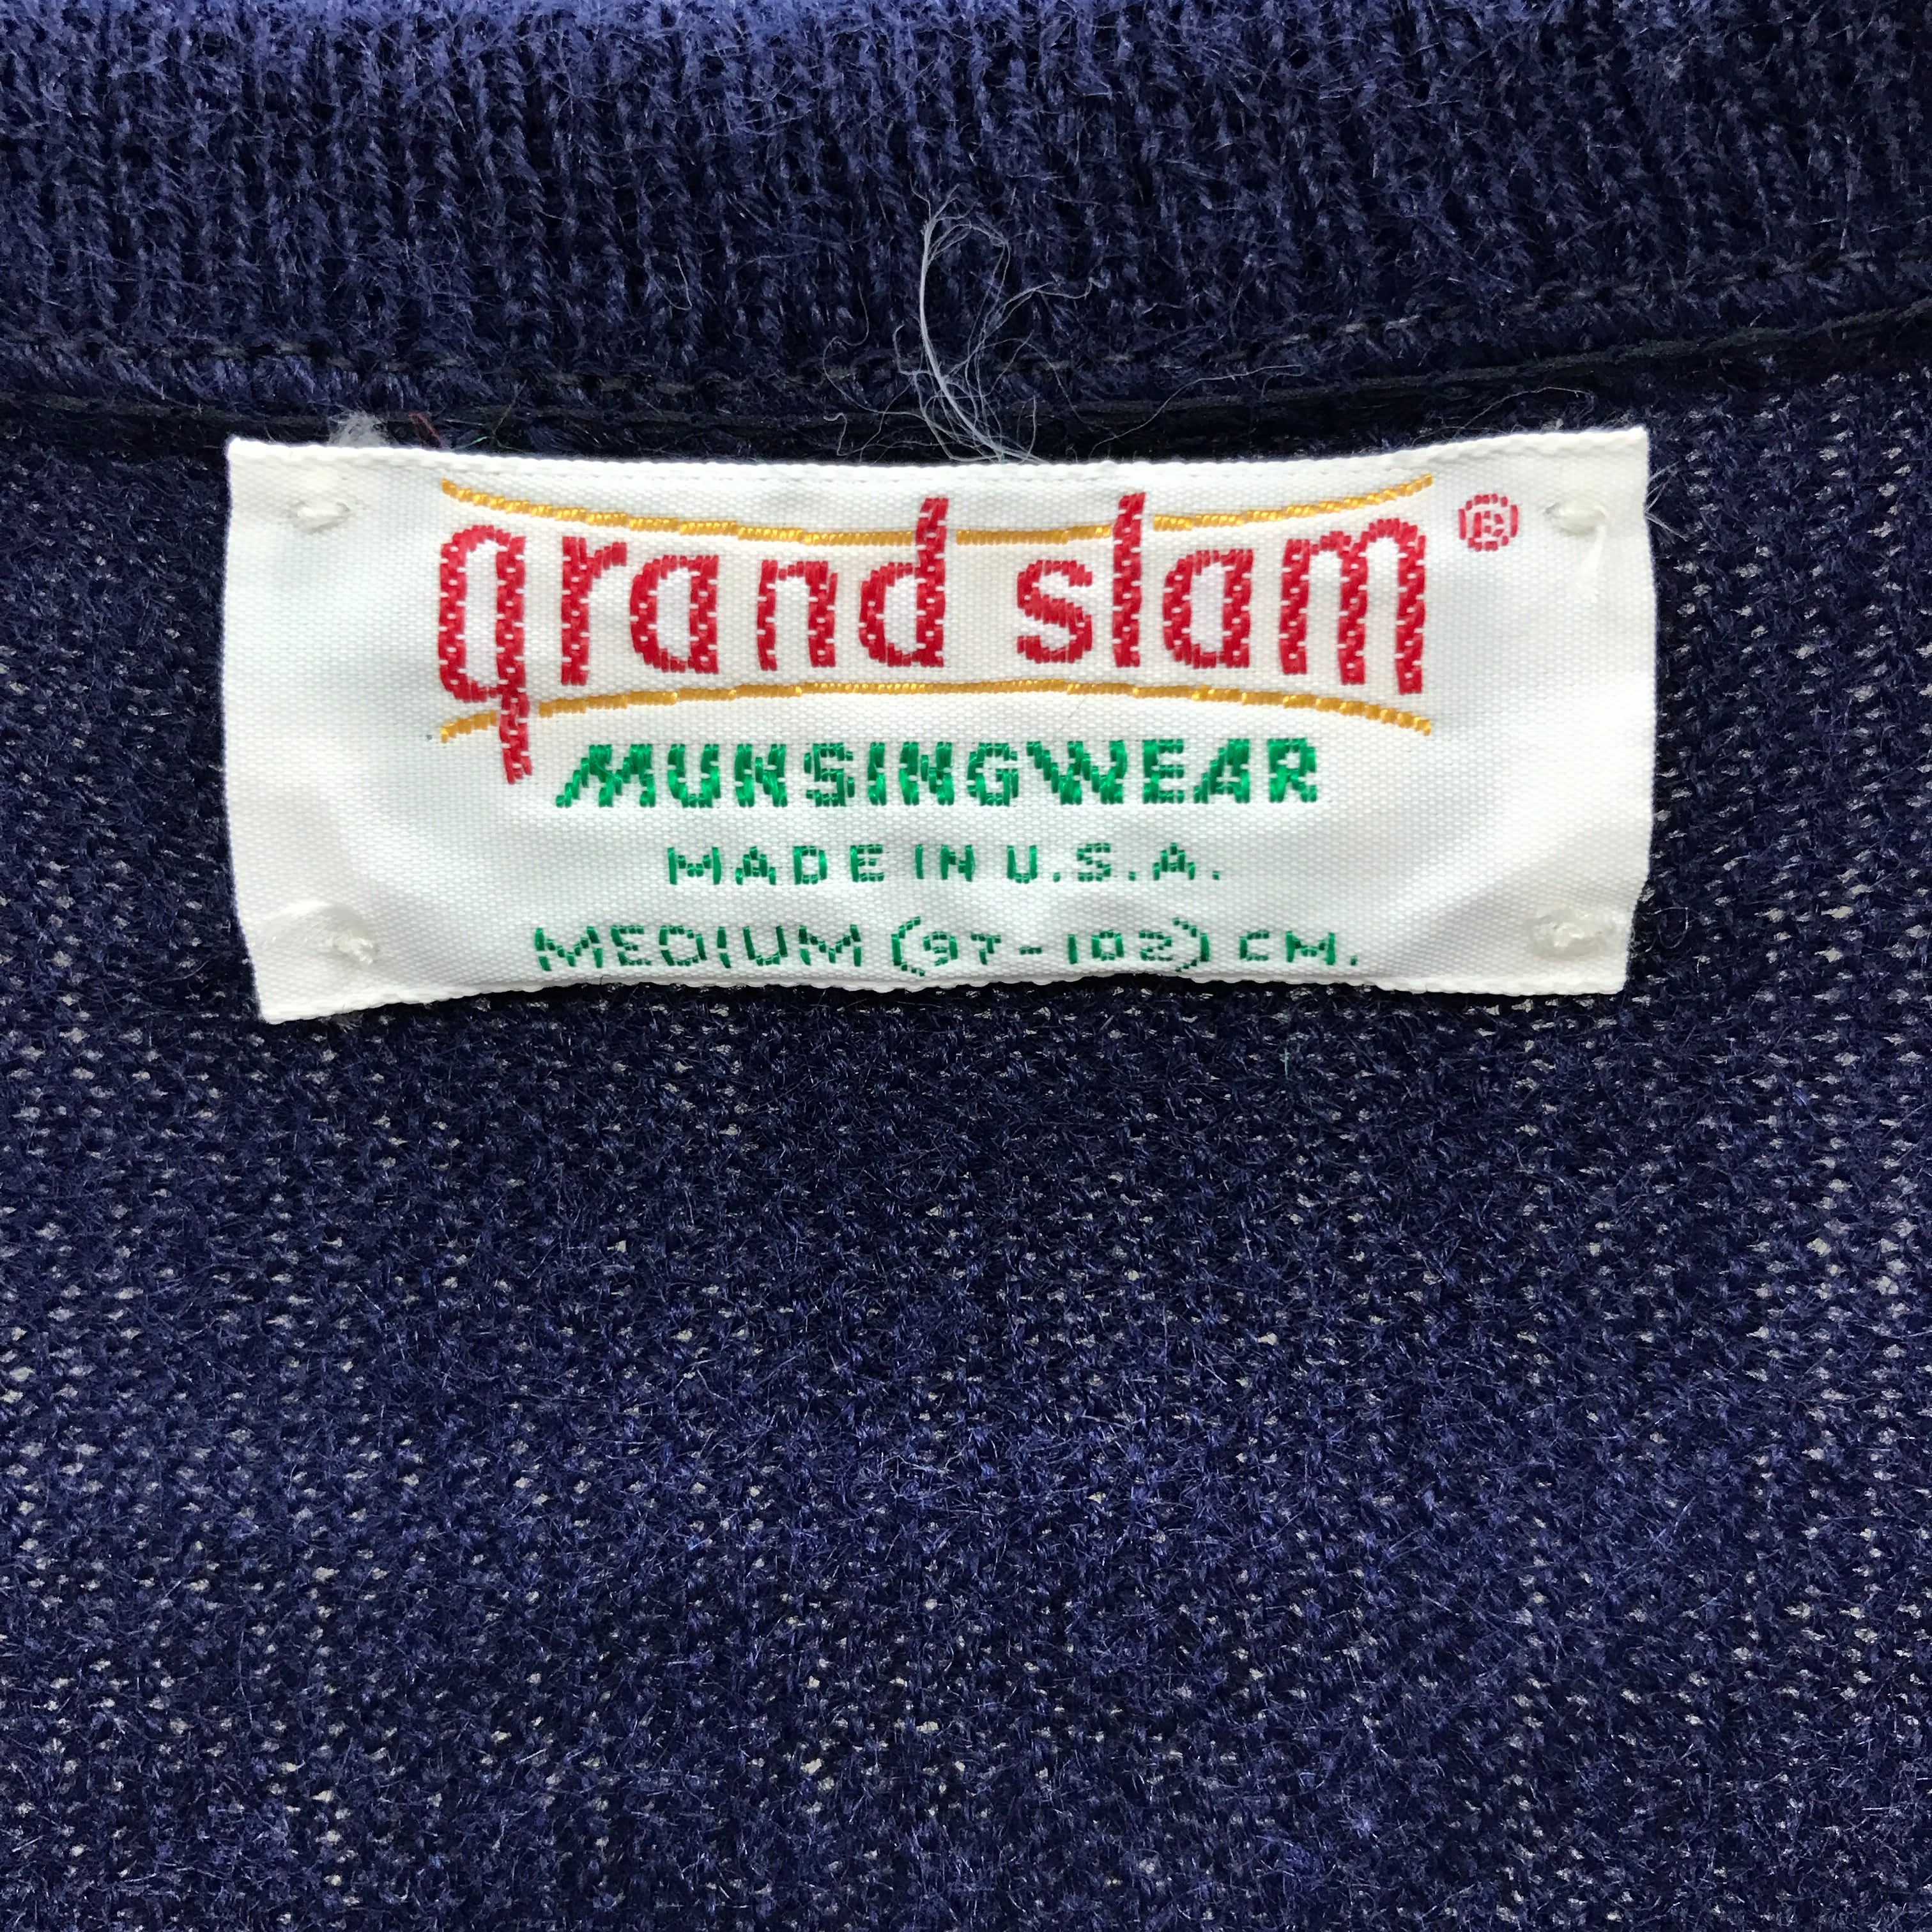 grand slam ®
MUNSINGWEAR
MADE IN U.S.A.
MEDIUM (97-102) CM.